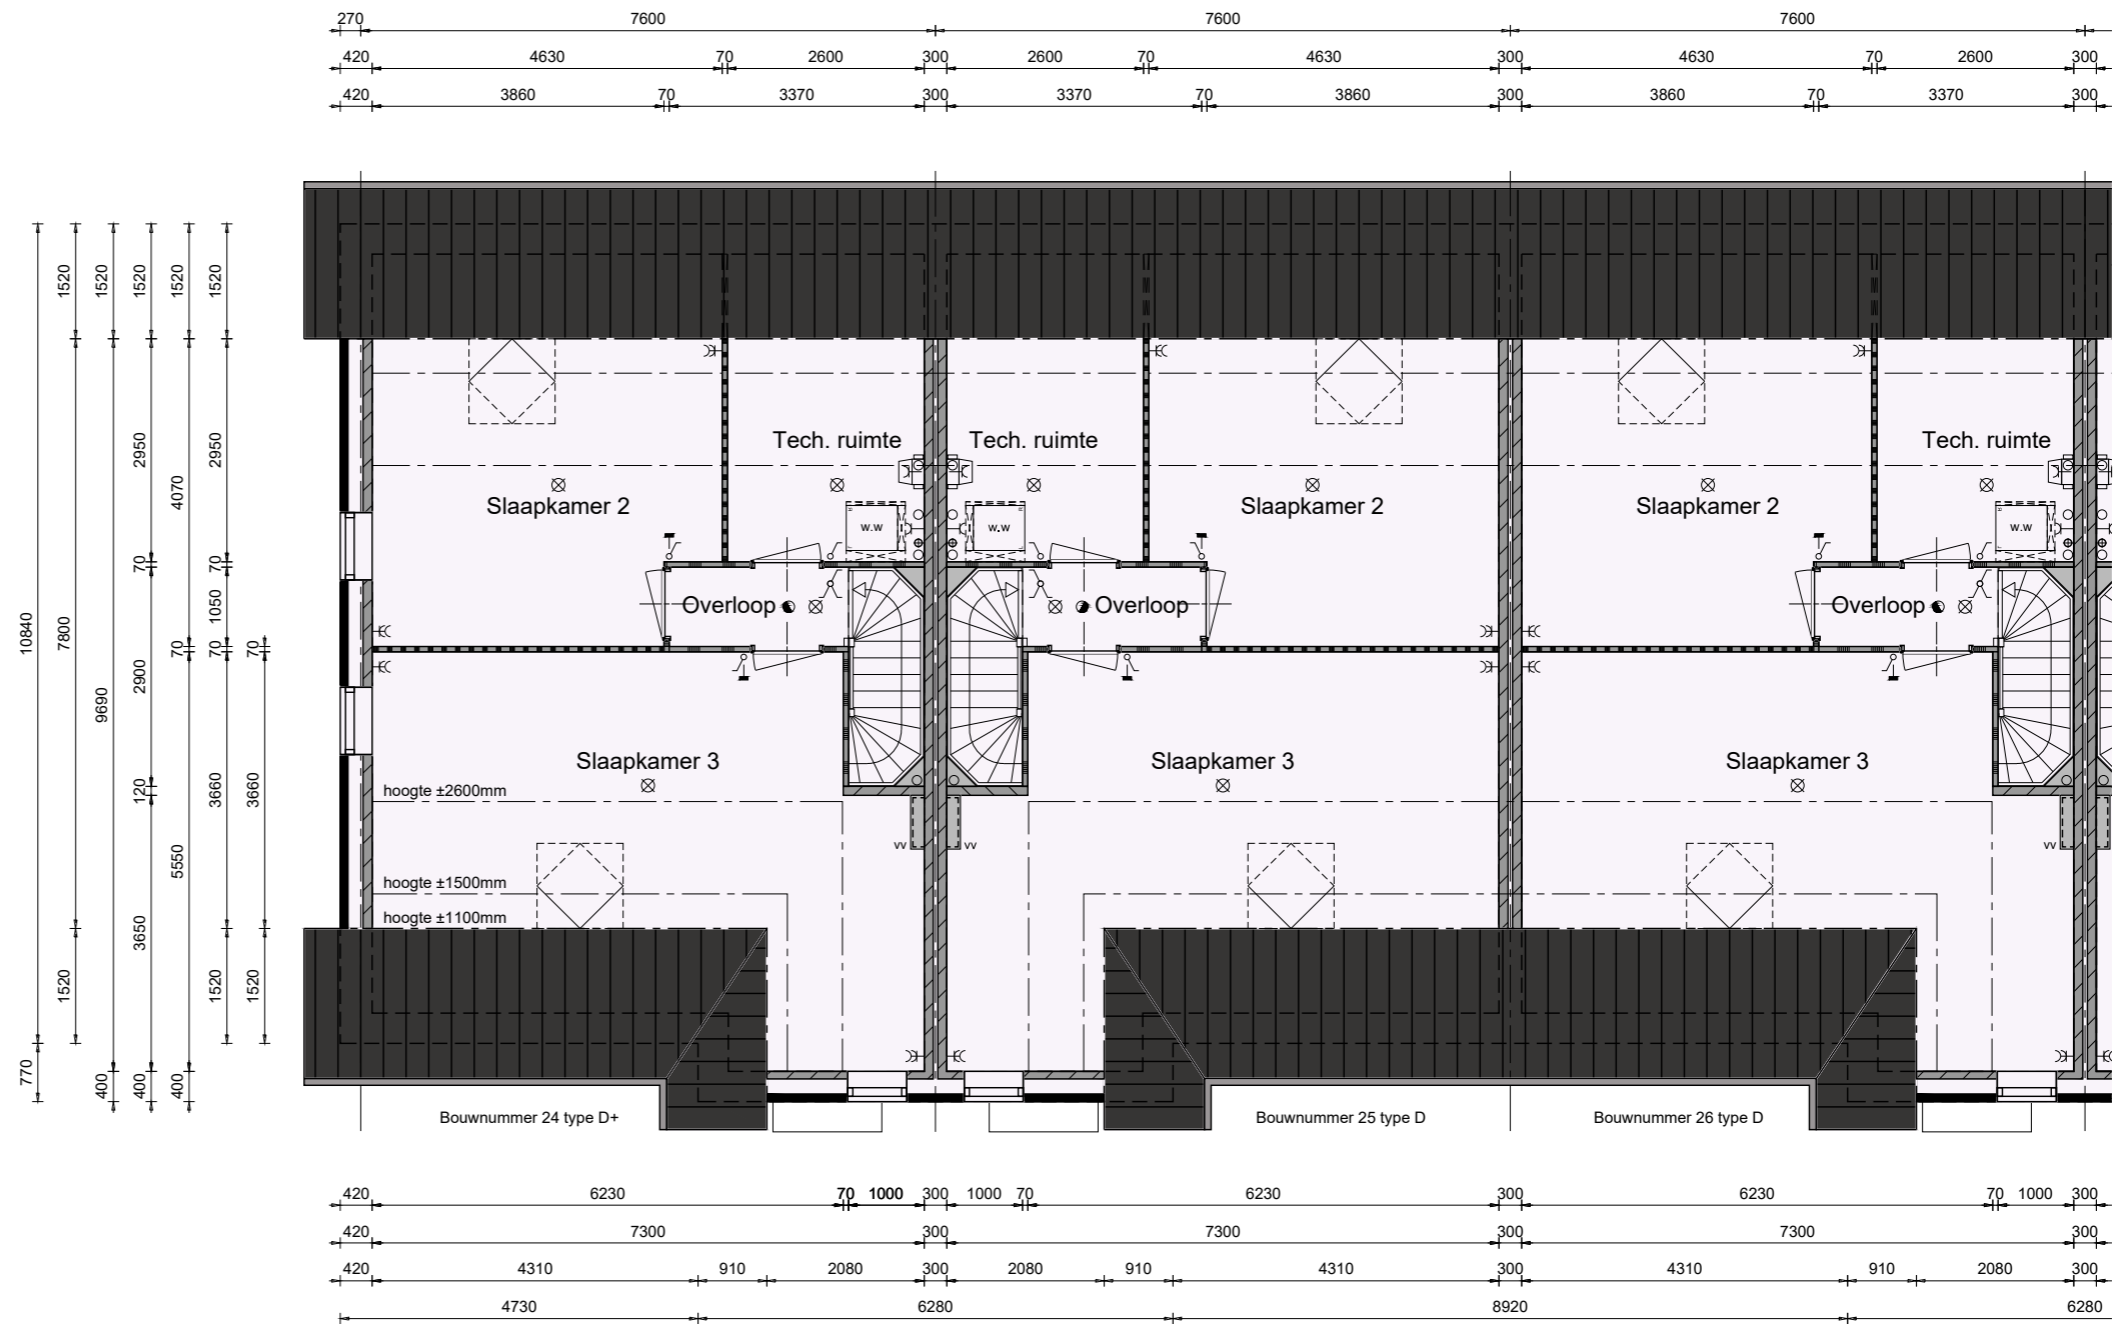 270 7600 7600 7600
420 4630 70 2600 300 2600 70 4630 300 4630 70 2600 300
420 3860 70 3370 300 3370 70 3860 300 3860 70 3370 300
1520 1520 1520 1520 1520
10840 7800 9690 2950 4070 2950
Tech. ruimte Tech. ruimte Tech. ruimte
Slaapkamer 2 Slaapkamer 2 Slaapkamer 2
w.w w.w w.w
70 70 1050
Overloop Overloop Overloop
2900 70 70 70
Slaapkamer 3 Slaapkamer 3 Slaapkamer 3
hoogte ±2600mm
120 3660 3660
vv vv vv
5550
hoogte ±1500mm
hoogte ±1100mm
3650
1520 1520 1520
770 400 400 400
Bouwnummer 24 type D+ Bouwnummer 25 type D Bouwnummer 26 type D
420 6230 70 1000 300 1000 70 6230 300 6230 70 1000 300
420 7300 300 7300 300 7300 300
420 4310 910 2080 300 2080 910 4310 300 4310 910 2080 300
4730 6280 8920 6280